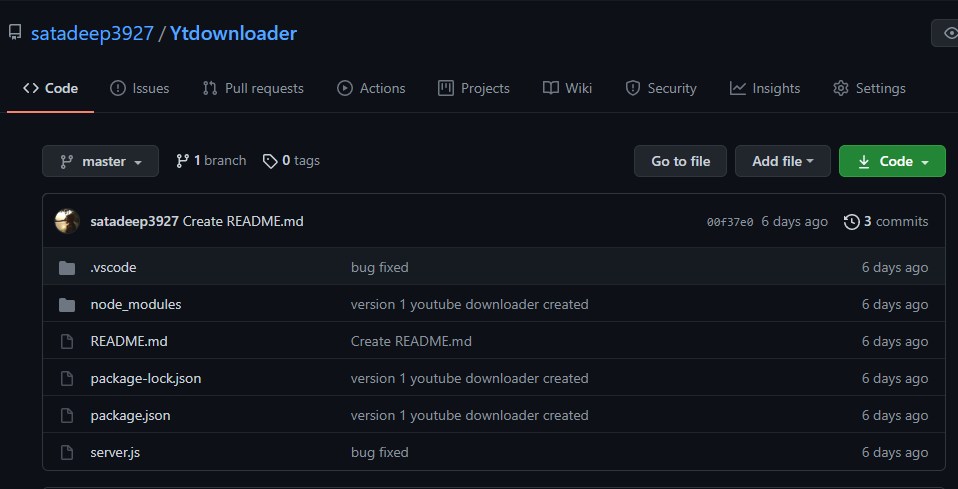 satadeep3927 / Ytdownloader
Code Issues Pull requests Actions Projects Wiki Security Insights Settings
master 1 branch 0 tags Go to file Add file Code
satadeep3927 Create README.md 00f37e0 6 days ago 3 commits
.vscode bug fixed 6 days ago
node_modules version 1 youtube downloader created 6 days ago
README.md Create README.md 6 days ago
package-lock.json version 1 youtube downloader created 6 days ago
package.json version 1 youtube downloader created 6 days ago
server.js bug fixed 6 days ago